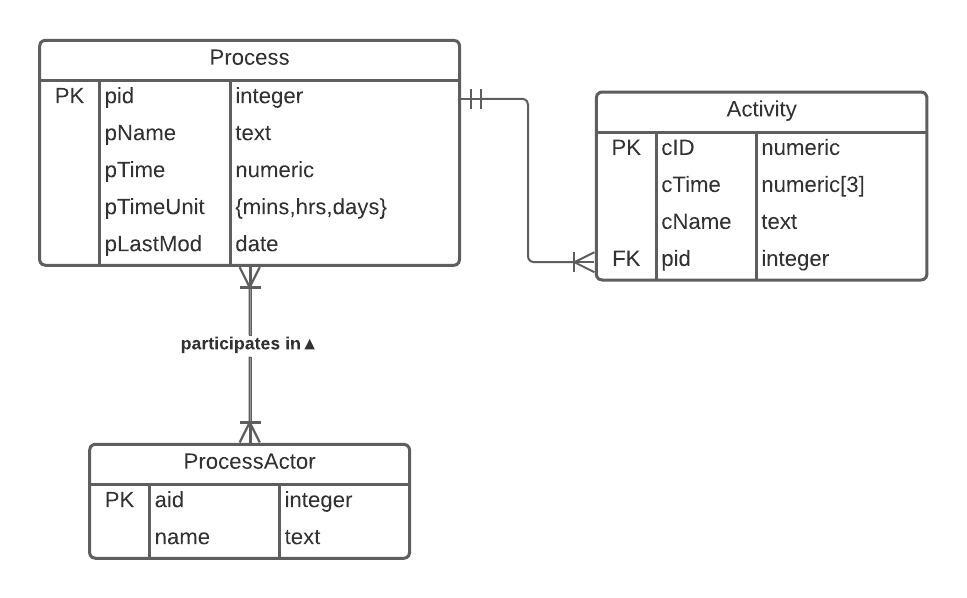 Process
PK pid integer
pName text
pTime numeric
pTimeUnit {mins,hrs,days}
pLastMod date
Activity
PK cID numeric
cTime numeric[3]
cName text
FK pid integer
participates in▲
ProcessActor
PK aid integer
name text